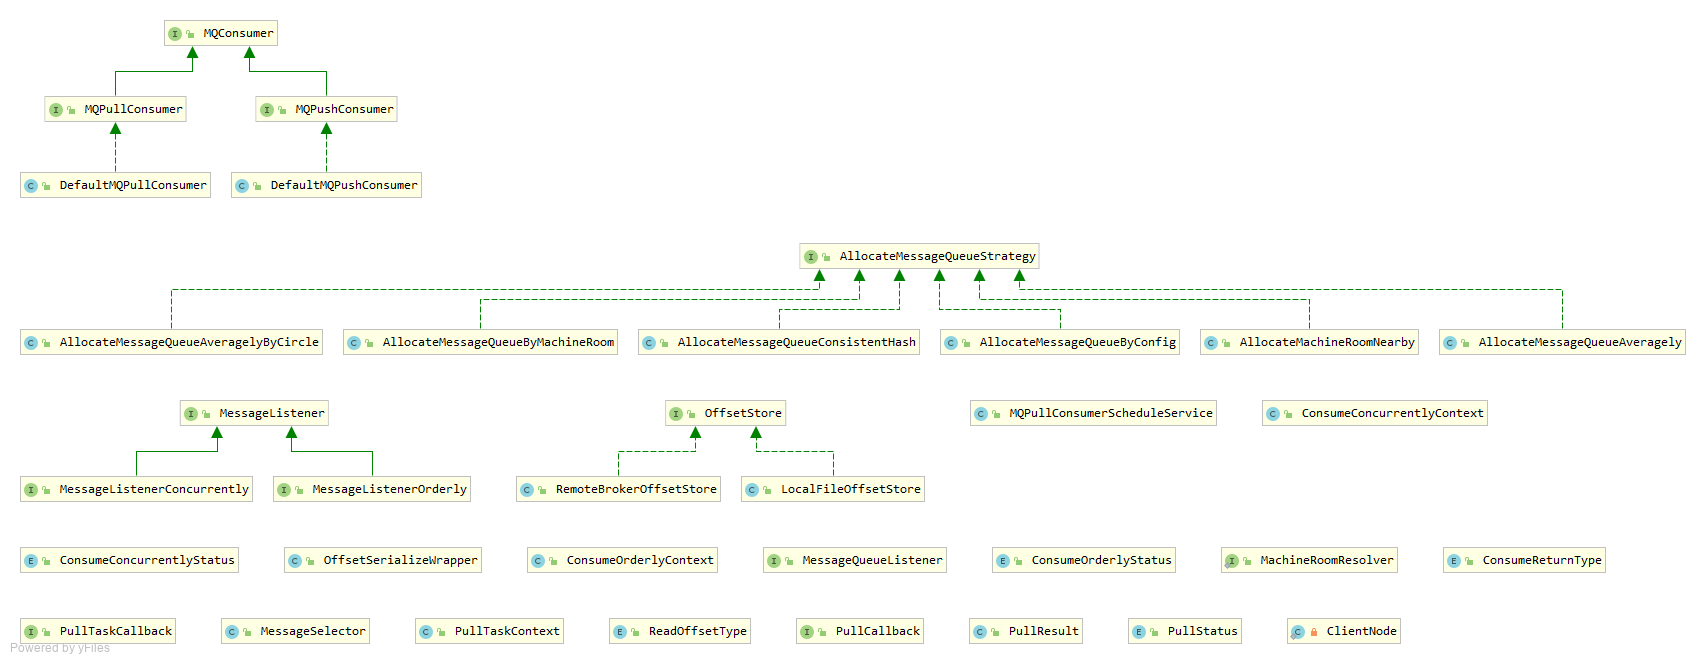 I MQConsumer
I MQPullConsumer
I MQPushConsumer
C DefaultMQPullConsumer
C DefaultMQPushConsumer
I AllocateMessageQueueStrategy
C AllocateMessageQueueAveragelyByCircle
C AllocateMessageQueueByMachineRoom
C AllocateMessageQueueConsistentHash
C AllocateMessageQueueByConfig
C AllocateMachineRoomNearby
C AllocateMessageQueueAveragely
I MessageListener
I OffsetStore
C MQPullConsumerScheduleService
C ConsumeConcurrentlyContext
I MessageListenerConcurrently
I MessageListenerOrderly
C RemoteBrokerOffsetStore
C LocalFileOffsetStore
E ConsumeConcurrentlyStatus
C OffsetSerializeWrapper
C ConsumeOrderlyContext
I MessageQueueListener
E ConsumeOrderlyStatus
I MachineRoomResolver
E ConsumeReturnType
I PullTaskCallback
C MessageSelector
C PullTaskContext
E ReadOffsetType
I PullCallback
C PullResult
E PullStatus
C ClientNode
Powered by yFiles